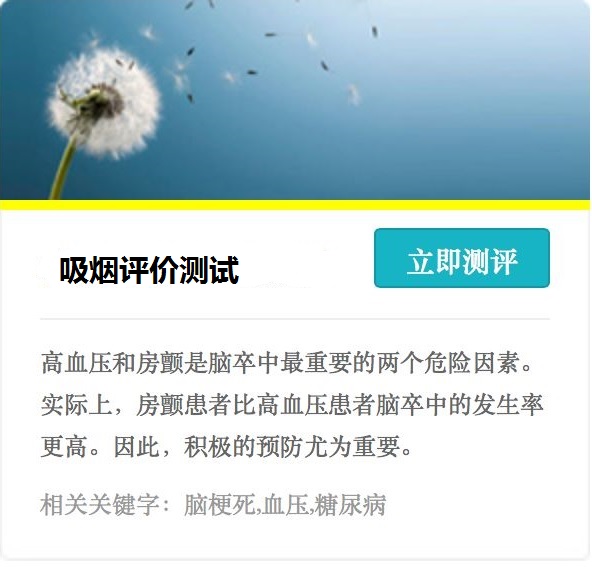 吸烟评价测试
立即测评
高血压和房颤是脑卒中最重要的两个危险因素。
实际上，房颤患者比高血压患者脑卒中的发生率
更高。因此，积极的预防尤为重要。
相关关键字：脑梗死,血压,糖尿病